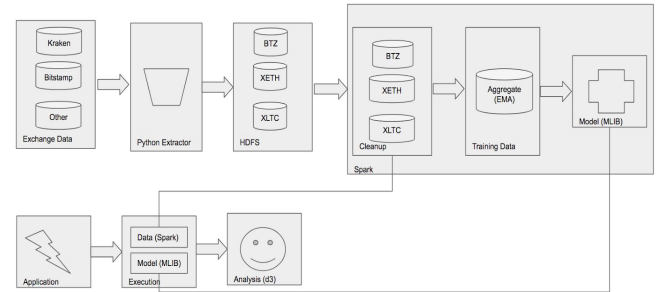 Kraken
Bitstamp
Other
Exchange Data
Python Extractor
BTZ
XETH
XLTC
HDFS
BTZ
XETH
XLTC
Cleanup
Aggregate
(EMA)
Training Data
Model (MLIB)
Spark
Application
Data (Spark)
Model (MLIB)
Execution
Analysis (d3)